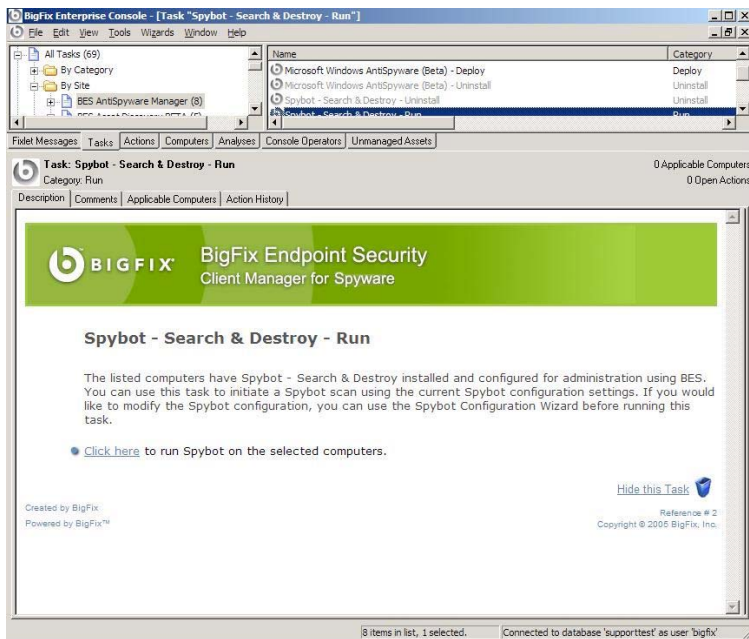 BigFix Enterprise Console - [Task "Spybot - Search & Destroy - Run"]
File Edit View Tools Wizards Window Help
All Tasks (69)
By Category
By Site
BES AntiSpyware Manager (8)
Name Category
Microsoft Windows AntiSpyware (Beta) - Deploy Deploy
Microsoft Windows AntiSpyware (Beta) - Uninstall Uninstall
Spybot - Search & Destroy - Uninstall Uninstall
Spybot - Search & Destroy - Run Run
Fixlet Messages Tasks Actions Computers Analyses Console Operators Unmanaged Assets
Task: Spybot - Search & Destroy - Run 0 Applicable Computers
Category: Run 0 Open Actions
Description Comments Applicable Computers Action History
BIGFIX
BigFix Endpoint Security
Client Manager for Spyware
Spybot - Search & Destroy - Run
The listed computers have Spybot - Search & Destroy installed and configured for administration using BES.
You can use this task to initiate a Spybot scan using the current Spybot configuration settings. If you would
like to modify the Spybot configuration, you can use the Spybot Configuration Wizard before running this
task.
Click here to run Spybot on the selected computers.
Hide this Task
Created by BigFix
Powered by BigFix™
Reference # 2
Copyright © 2005 BigFix, Inc.
8 items in list, 1 selected. Connected to database 'supporttest' as user 'bigfix'